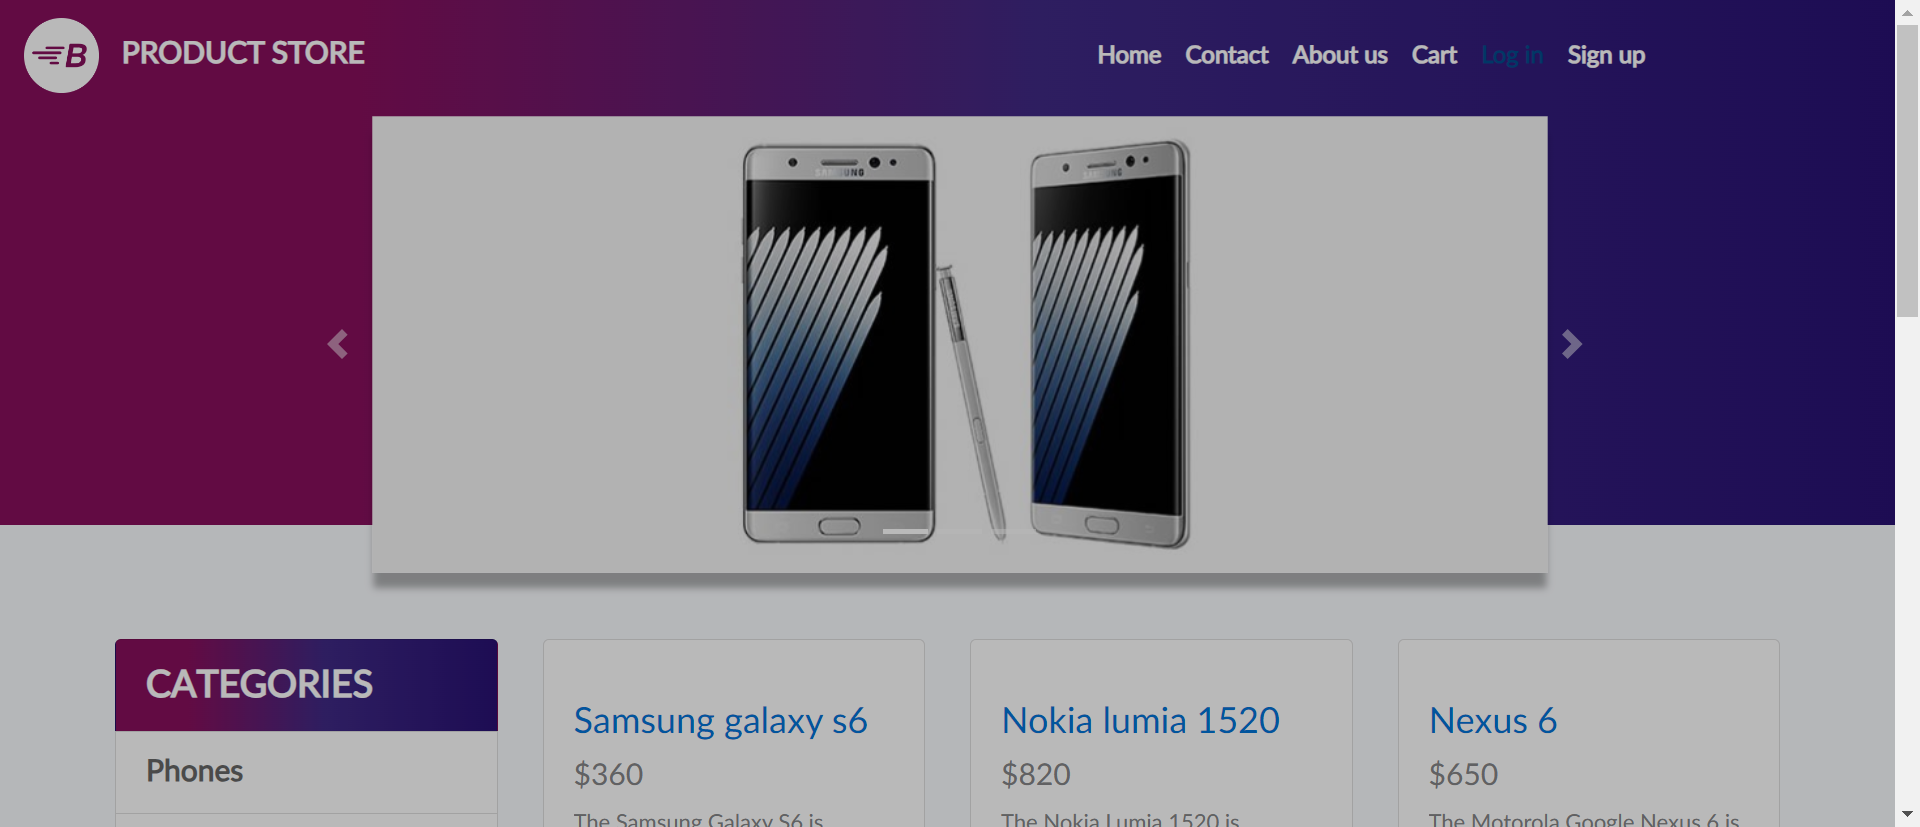 B PRODUCT STORE
Home Contact About us Cart Log in Sign up
SAMSUNG SAMSUNG
CATEGORIES
Phones
Samsung galaxy s6
$360
The Samsung Galaxy S6 is
Nokia lumia 1520
$820
The Nokia Lumia 1520 is
Nexus 6
$650
The Motorola Google Nexus 6 is